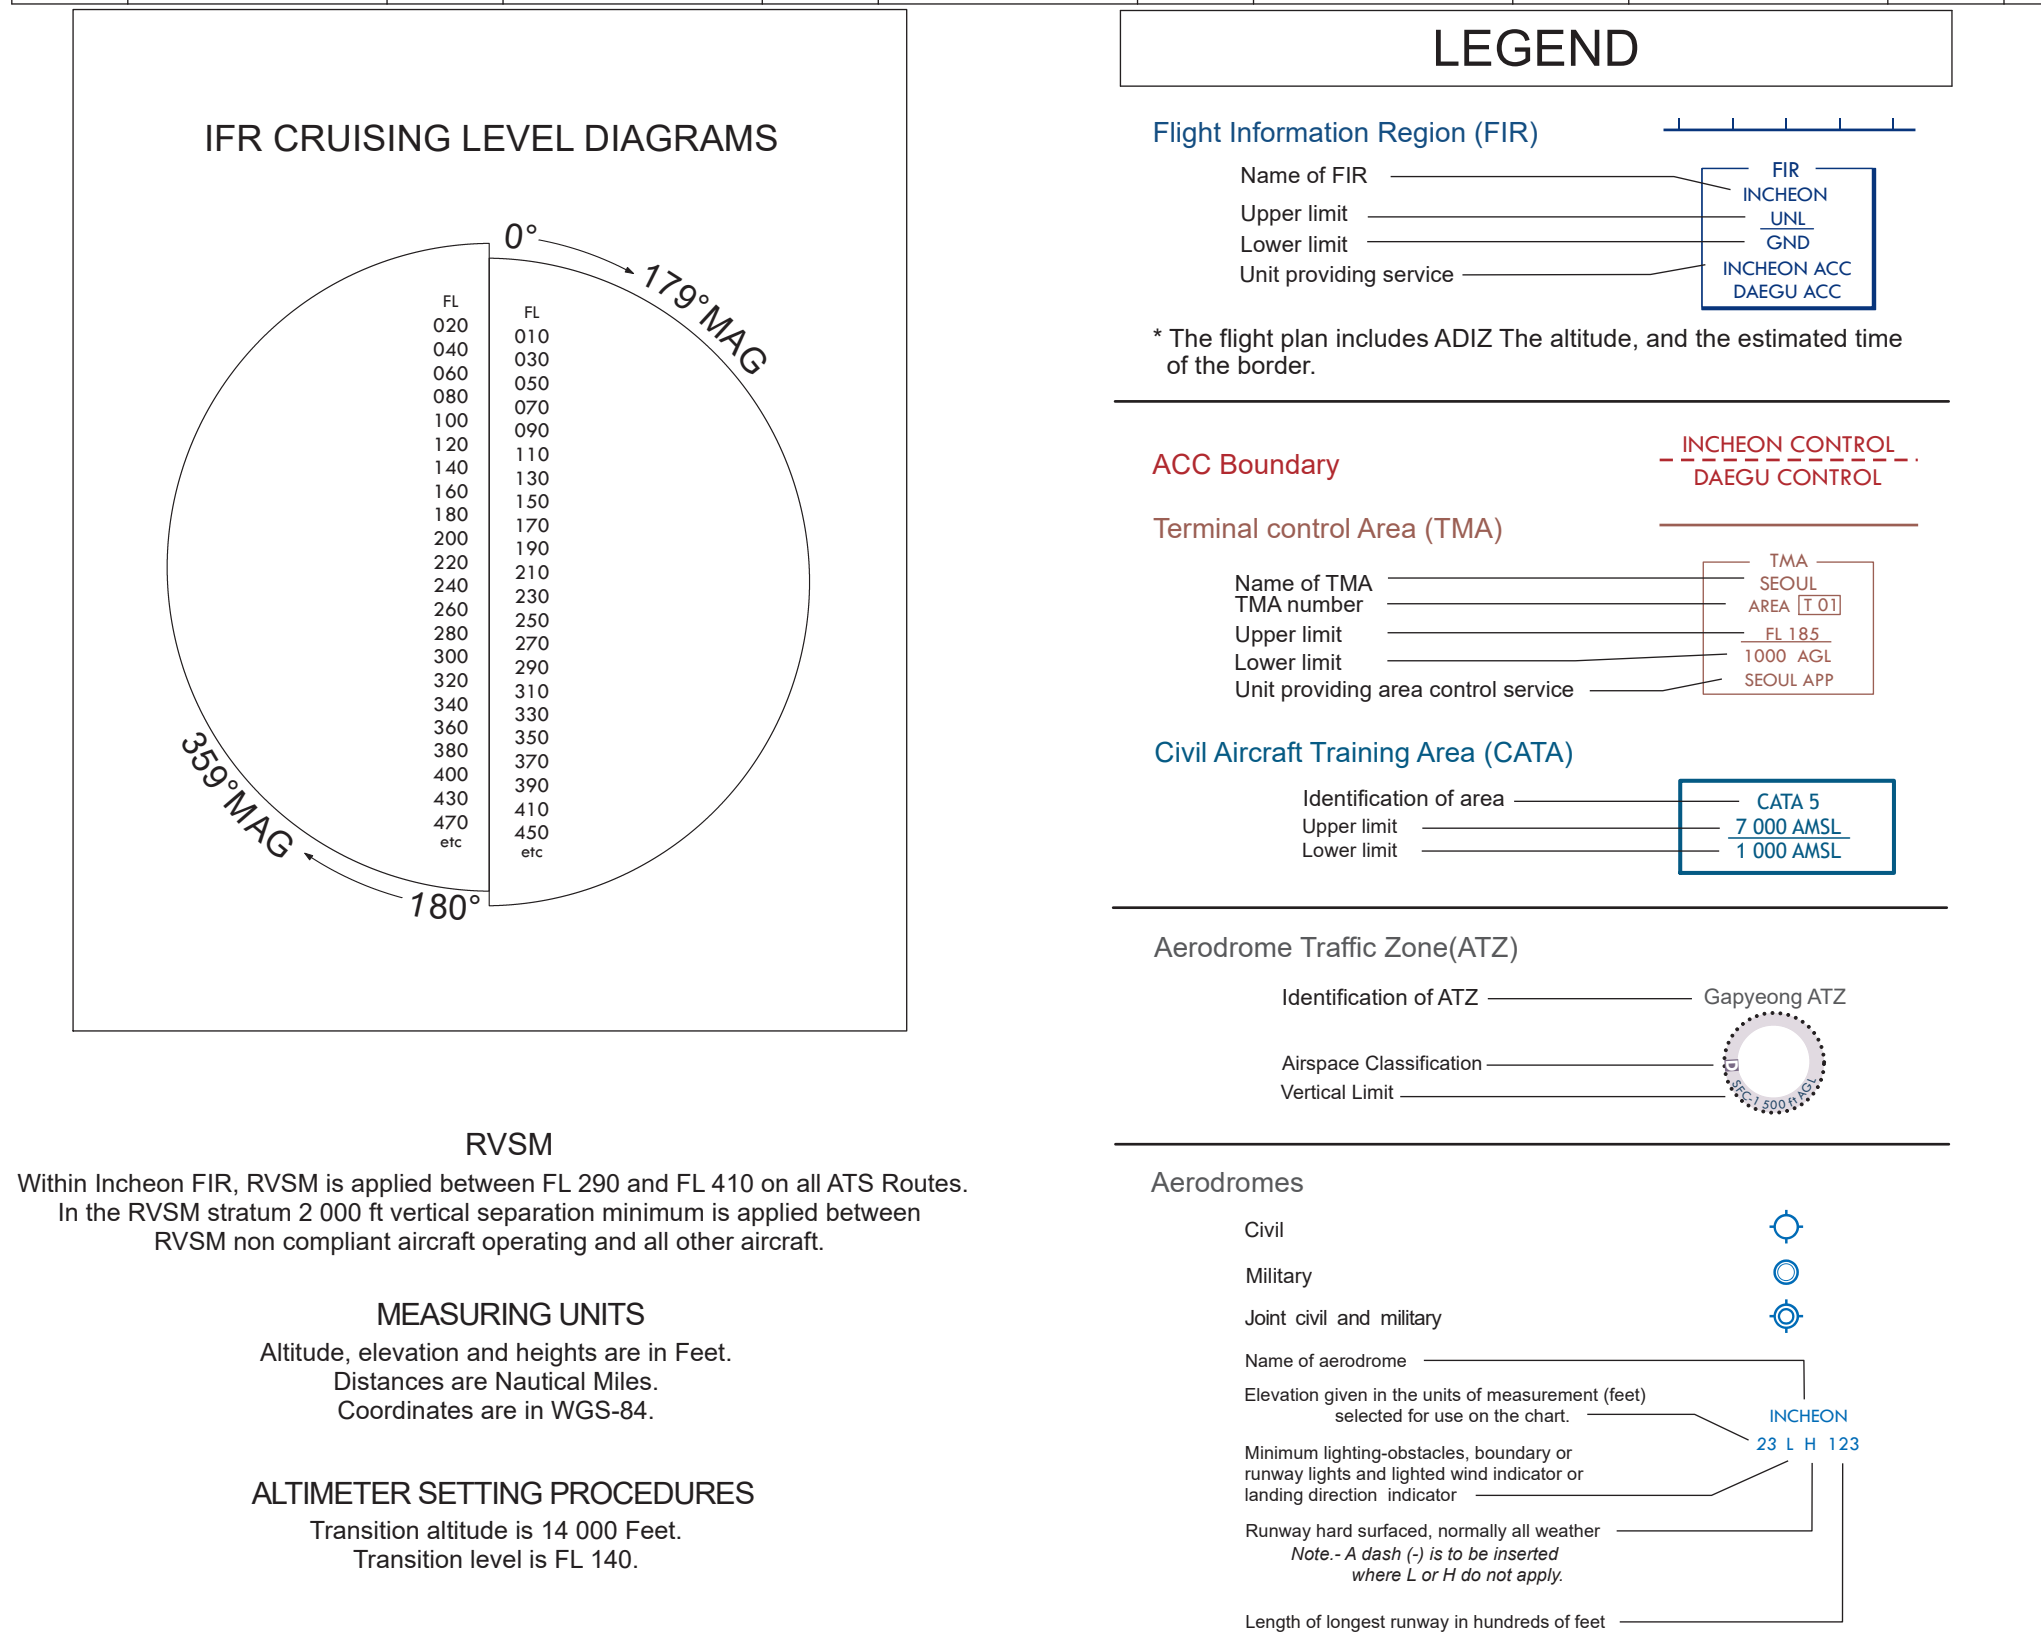 IFR CRUISING LEVEL DIAGRAMS
0°
179°MAG
FL
020
040
060
080
100
120
140
160
180
200
220
240
260
280
300
320
340
360
380
400
430
470
etc
FL
010
030
050
070
090
110
130
150
170
190
210
230
250
270
290
310
330
350
370
390
410
450
etc
359°MAG
180°
RVSM
Within Incheon FIR, RVSM is applied between FL 290 and FL 410 on all ATS Routes.
In the RVSM stratum 2 000 ft vertical separation minimum is applied between
RVSM non compliant aircraft operating and all other aircraft.
MEASURING UNITS
Altitude, elevation and heights are in Feet.
Distances are Nautical Miles.
Coordinates are in WGS-84.
ALTIMETER SETTING PROCEDURES
Transition altitude is 14 000 Feet.
Transition level is FL 140.
LEGEND
Flight Information Region (FIR)
FIR
Name of FIR
INCHEON
Upper limit
UNL
Lower limit
GND
Unit providing service
INCHEON ACC
DAEGU ACC
* The flight plan includes ADIZ The altitude, and the estimated time
of the border.
ACC Boundary
INCHEON CONTROL
DAEGU CONTROL
Terminal control Area (TMA)
TMA
Name of TMA
SEOUL
TMA number
AREA T 01
Upper limit
FL 185
Lower limit
1000 AGL
Unit providing area control service
SEOUL APP
Civil Aircraft Training Area (CATA)
Identification of area
CATA 5
Upper limit
7 000 AMSL
Lower limit
1 000 AMSL
Aerodrome Traffic Zone(ATZ)
Identification of ATZ
Gapyeong ATZ
Airspace Classification
D
Vertical Limit
SFC-1 500 ft AGL
Aerodromes
Civil
Military
Joint civil and military
Name of aerodrome
Elevation given in the units of measurement (feet)
selected for use on the chart.
INCHEON
23 L H 123
Minimum lighting-obstacles, boundary or
runway lights and lighted wind indicator or
landing direction indicator
Runway hard surfaced, normally all weather
Note.- A dash (-) is to be inserted
where L or H do not apply.
Length of longest runway in hundreds of feet